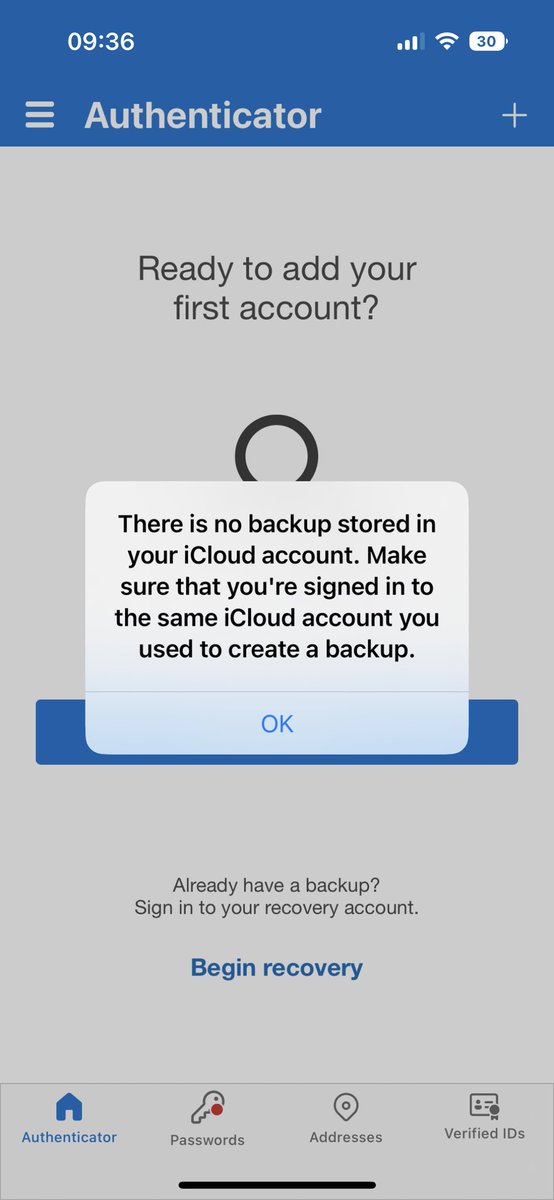 09:36
30
Authenticator
Ready to add your
first account?
There is no backup stored in
your iCloud account. Make
sure that you're signed in to
the same iCloud account you
used to create a backup.
OK
Already have a backup?
Sign in to your recovery account.
Begin recovery
Authenticator
Passwords
Addresses
Verified IDs